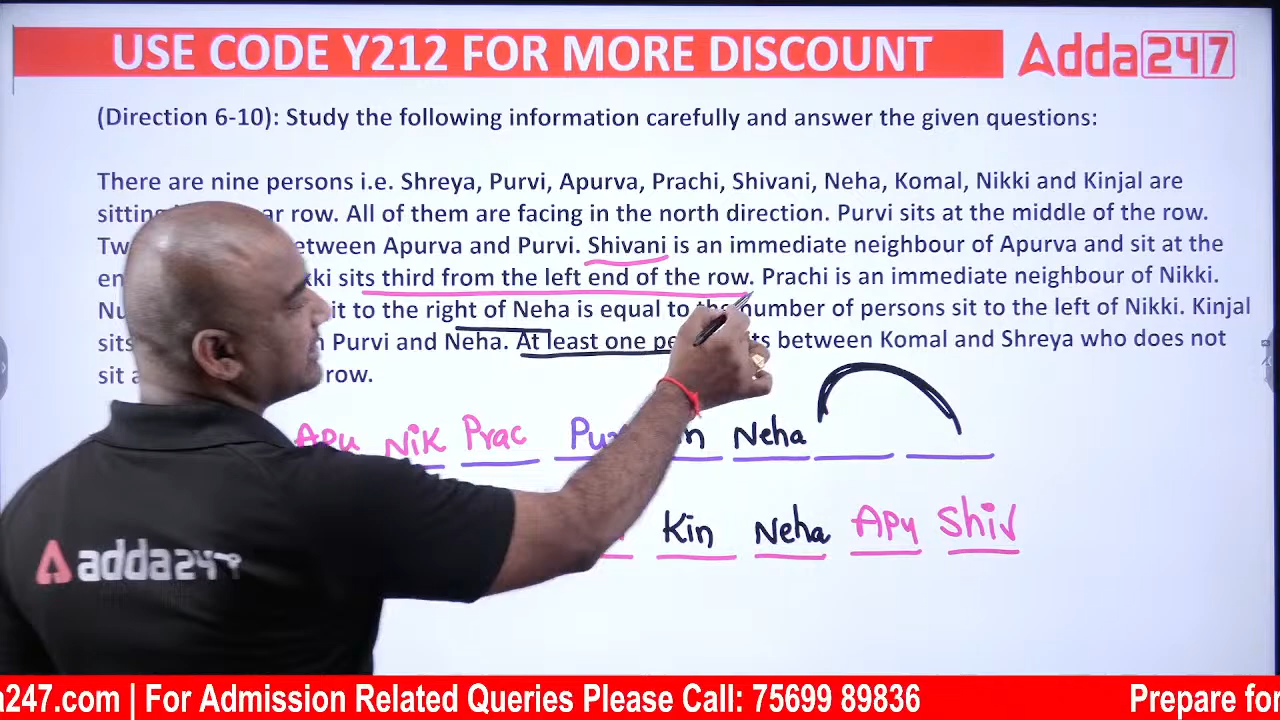 USE CODE Y212 FOR MORE DISCOUNT
Adda247
(Direction 6-10): Study the following information carefully and answer the given questions:
There are nine persons i.e. Shreya, Purvi, Apurva, Prachi, Shivani, Neha, Komal, Nikki and Kinjal are
sitting ar row. All of them are facing in the north direction. Purvi sits at the middle of the row.
Tw etween Apurva and Purvi. Shivani is an immediate neighbour of Apurva and sit at the
en kki sits third from the left end of the row. Prachi is an immediate neighbour of Nikki.
Nu it to the right of Neha is equal to the number of persons sit to the left of Nikki. Kinjal
sits Purvi and Neha. At least one pe ts between Komal and Shreya who does not
sit a row.
Apu Nik Prac Pu n Neha
Kin Neha Apu Shiv
adda247
a247.com | For Admission Related Queries Please Call: 75699 89836 Prepare for